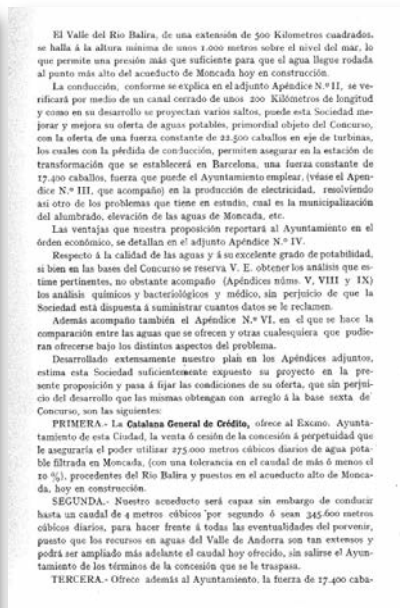 El Valle del Rio Balira, de una extensión de 500 Kilometros cuadrados.
se halla á la altura mínima de unos 1.000 metros sobre el nivel del mar, lo
que permite una presión más que suficiente para que el agua llegue rodada
al punto más alto del acueducto de Moncada hoy en construcción.
La conducción, conforme se explica en el adjunto Apéndice N.º II, se ve-
rificará por medio de un canal cerrado de unos 200 Kilómetros de longitud
y como en su desarrollo se proyectan varios saltos, puede esta Sociedad me-
jorar y mejora su oferta de aguas potables, primordial objeto del Concurso,
con la oferta de una fuerza constante de 22.500 caballos en eje de turbinas,
los cuales con la pérdida de conducción, permiten asegurar en la estación de
transformación que se establecerá en Barcelona, una fuerza constante de
17.400 caballos, fuerza que puede el Ayuntamiento emplear, (véase el Apen-
dice N.º III, que acompaño) en la producción de electricidad, resolviendo
asi otro de los problemas que tiene en estudio, cual es la municipalización
del alumbrado, elevación de las aguas de Moncada, etc.
Las ventajas que nuestra proposición reportará al Ayuntamiento en el
órden económico, se detallan en el adjunto Apéndice N.º IV.
Respecto á la calidad de las aguas y á su excelente grado de potabilidad,
si bien en las bases del Concurso se reserva V. E. obtener los análisis que es-
time pertinentes, no obstante acompaño (Apéndices núms. V, VIII y IX)
los análisis químicos y bacteriológicos y médico, sin perjuicio de que la
Sociedad está dispuesta á suministrar cuantos datos se le reclamen.
Además acompaño también el Apéndice N.º VI, en el que se hace la
comparación entre las aguas que se ofrecen y otras cualesquiera que pudie-
ran ofrecerse bajo los distintos aspectos del problema.
Desarrollado extensamente nuestro plan en los Apéndices adjuntos,
estima esta Sociedad suficientemente expuesto su proyecto en la pre-
sente proposición y pasa á fijar las condiciones de su oferta, que sin perjui-
cio del desarrollo que las mismas obtengan con arreglo á la base sexta de
Concurso, son las siguientes:
PRIMERA.- La Catalana General de Crédito, ofrece al Excmo. Ayunta-
tamiento de esta Ciudad, la venta ó cesión de la concesión á perpetuidad que
le aseguraría el poder utilizar 275.000 metros cúbicos diarios de agua pota-
ble filtrada en Moncada, (con una tolerancia en el caudal de más ó menos el
10 %), procedentes del Rio Balira y puestos en el acueducto alto de Monca-
da, hoy en construcción.
SEGUNDA.- Nuestro acueducto será capas sin embargo de conducir
hasta un caudal de 4 metros cúbicos por segundo ó sean 345.600 metros
cúbicos diarios, para hacer frente á todas las eventualidades del porvenir,
puesto que los recursos en aguas del Valle de Andorra son tan extensos y
podrá ser ampliado más adelante el caudal hoy ofrecido, sin salirse el Ayun-
tamiento de los términos de la concesión que se le traspasa.
TERCERA.- Ofrece además al Ayuntamiento, la fuerza de 17.400 caba-